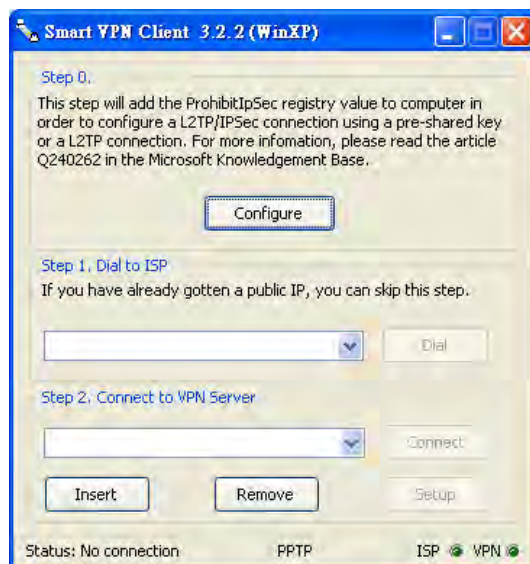 Smart VPN Client 3.2.2 (WinXP)
Step 0.
This step will add the ProhibitIpSec registry value to computer in
order to configure a L2TP/IPSec connection using a pre-shared key
or a L2TP connection. For more infomation, please read the article
Q240262 in the Microsoft Knowledgement Base.
Configure
Step 1. Dial to ISP
If you have already gotten a public IP, you can skip this step.
Dial
Step 2. Connect to VPN Server
Connect
Insert
Remove
Setup
Status: No connection
PPTP
ISP
VPN